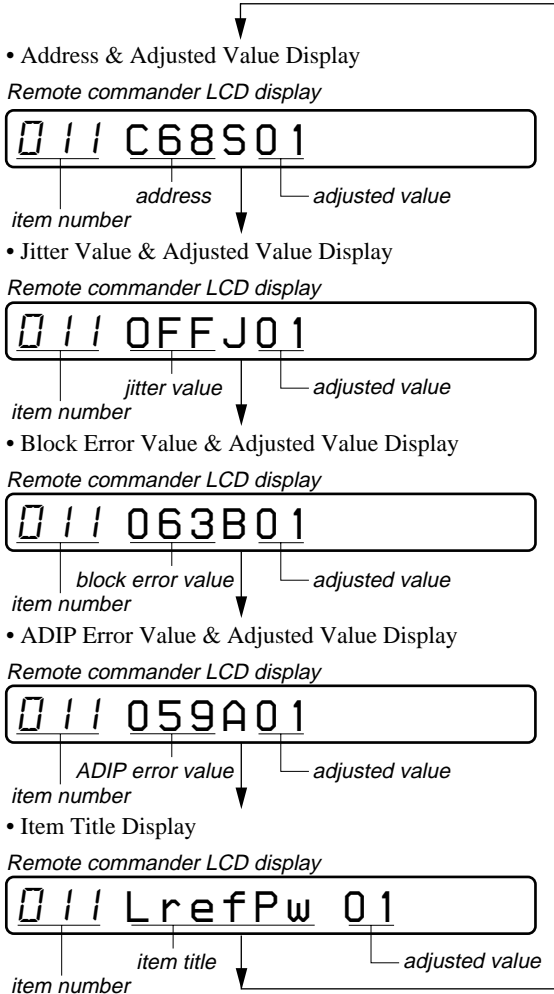 • Address & Adjusted Value Display
Remote commander LCD display
011 C68S01
address adjusted value
item number
• Jitter Value & Adjusted Value Display
Remote commander LCD display
011 OFFJ01
jitter value adjusted value
item number
• Block Error Value & Adjusted Value Display
Remote commander LCD display
011 063B01
block error value adjusted value
item number
• ADIP Error Value & Adjusted Value Display
Remote commander LCD display
011 059A01
ADIP error value adjusted value
item number
• Item Title Display
Remote commander LCD display
011 LrefPw 01
item title adjusted value
item number